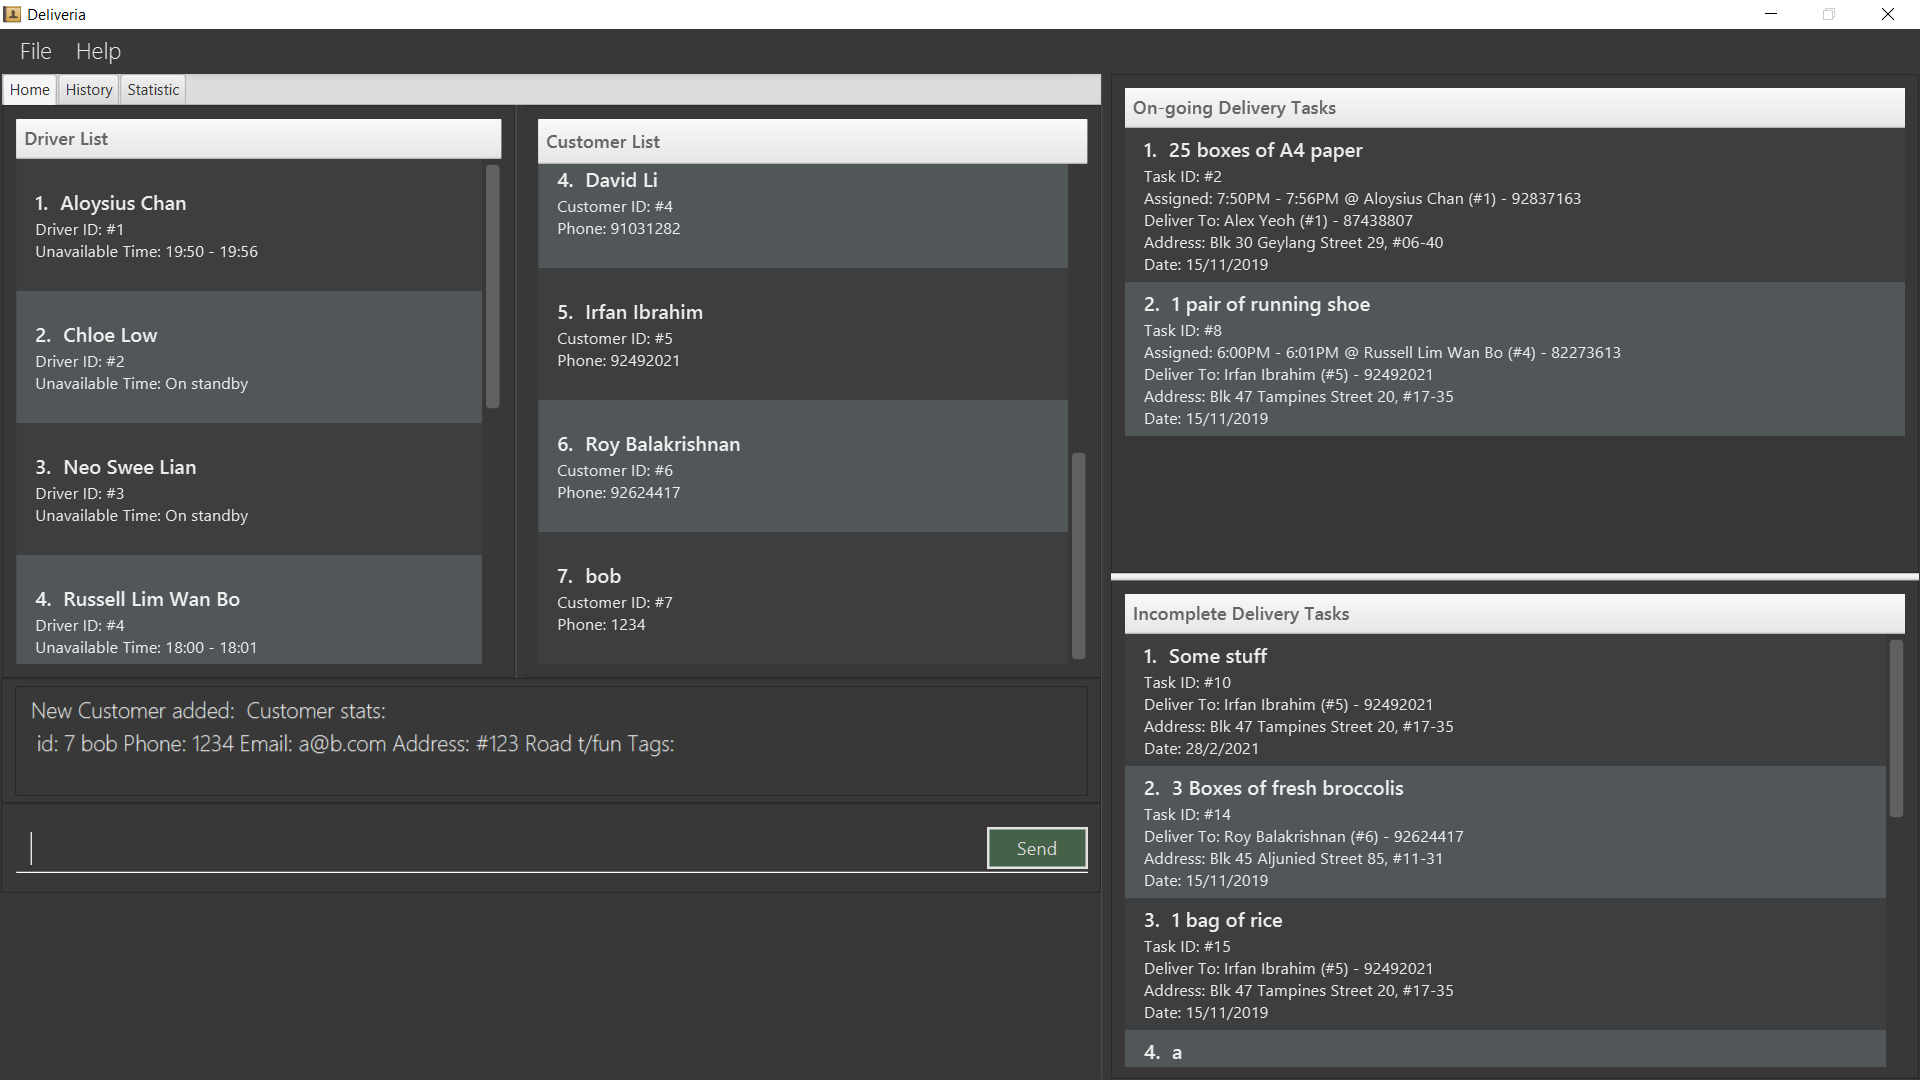 Deliveria
File Help
Home History Statistic
Driver List
1. Aloysius Chan
Driver ID: #1
Unavailable Time: 19:50 - 19:56
2. Chloe Low
Driver ID: #2
Unavailable Time: On standby
3. Neo Swee Lian
Driver ID: #3
Unavailable Time: On standby
4. Russell Lim Wan Bo
Driver ID: #4
Unavailable Time: 18:00 - 18:01
Customer List
4. David Li
Customer ID: #4
Phone: 91031282
5. Irfan Ibrahim
Customer ID: #5
Phone: 92492021
6. Roy Balakrishnan
Customer ID: #6
Phone: 92624417
7. bob
Customer ID: #7
Phone: 1234
New Customer added: Customer stats:
id: 7 bob Phone: 1234 Email: a@b.com Address: #123 Road t/fun Tags:
Send
On-going Delivery Tasks
1. 25 boxes of A4 paper
Task ID: #2
Assigned: 7:50PM - 7:56PM @ Aloysius Chan (#1) - 92837163
Deliver To: Alex Yeoh (#1) - 87438807
Address: Blk 30 Geylang Street 29, #06-40
Date: 15/11/2019
2. 1 pair of running shoe
Task ID: #8
Assigned: 6:00PM - 6:01PM @ Russell Lim Wan Bo (#4) - 82273613
Deliver To: Irfan Ibrahim (#5) - 92492021
Address: Blk 47 Tampines Street 20, #17-35
Date: 15/11/2019
Incomplete Delivery Tasks
1. Some stuff
Task ID: #10
Deliver To: Irfan Ibrahim (#5) - 92492021
Address: Blk 47 Tampines Street 20, #17-35
Date: 28/2/2021
2. 3 Boxes of fresh broccolis
Task ID: #14
Deliver To: Roy Balakrishnan (#6) - 92624417
Address: Blk 45 Aljunied Street 85, #11-31
Date: 15/11/2019
3. 1 bag of rice
Task ID: #15
Deliver To: Irfan Ibrahim (#5) - 92492021
Address: Blk 47 Tampines Street 20, #17-35
Date: 15/11/2019
4. a